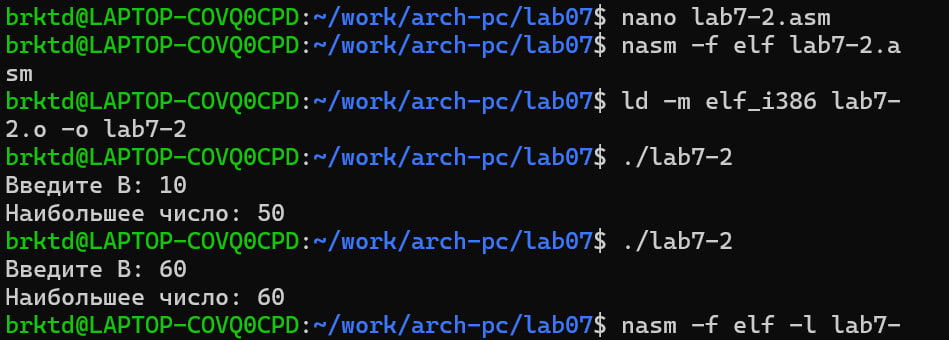 brktd@LAPTOP-COVQ0CPD:~/work/arch-pc/lab07$ nano lab7-2.asm
brktd@LAPTOP-COVQ0CPD:~/work/arch-pc/lab07$ nasm -f elf lab7-2.a
sm
brktd@LAPTOP-COVQ0CPD:~/work/arch-pc/lab07$ ld -m elf_i386 lab7-
2.o -o lab7-2
brktd@LAPTOP-COVQ0CPD:~/work/arch-pc/lab07$ ./lab7-2
Введите B: 10
Наибольшее число: 50
brktd@LAPTOP-COVQ0CPD:~/work/arch-pc/lab07$ ./lab7-2
Введите B: 60
Наибольшее число: 60
brktd@LAPTOP-COVQ0CPD:~/work/arch-pc/lab07$ nasm -f elf -l lab7-